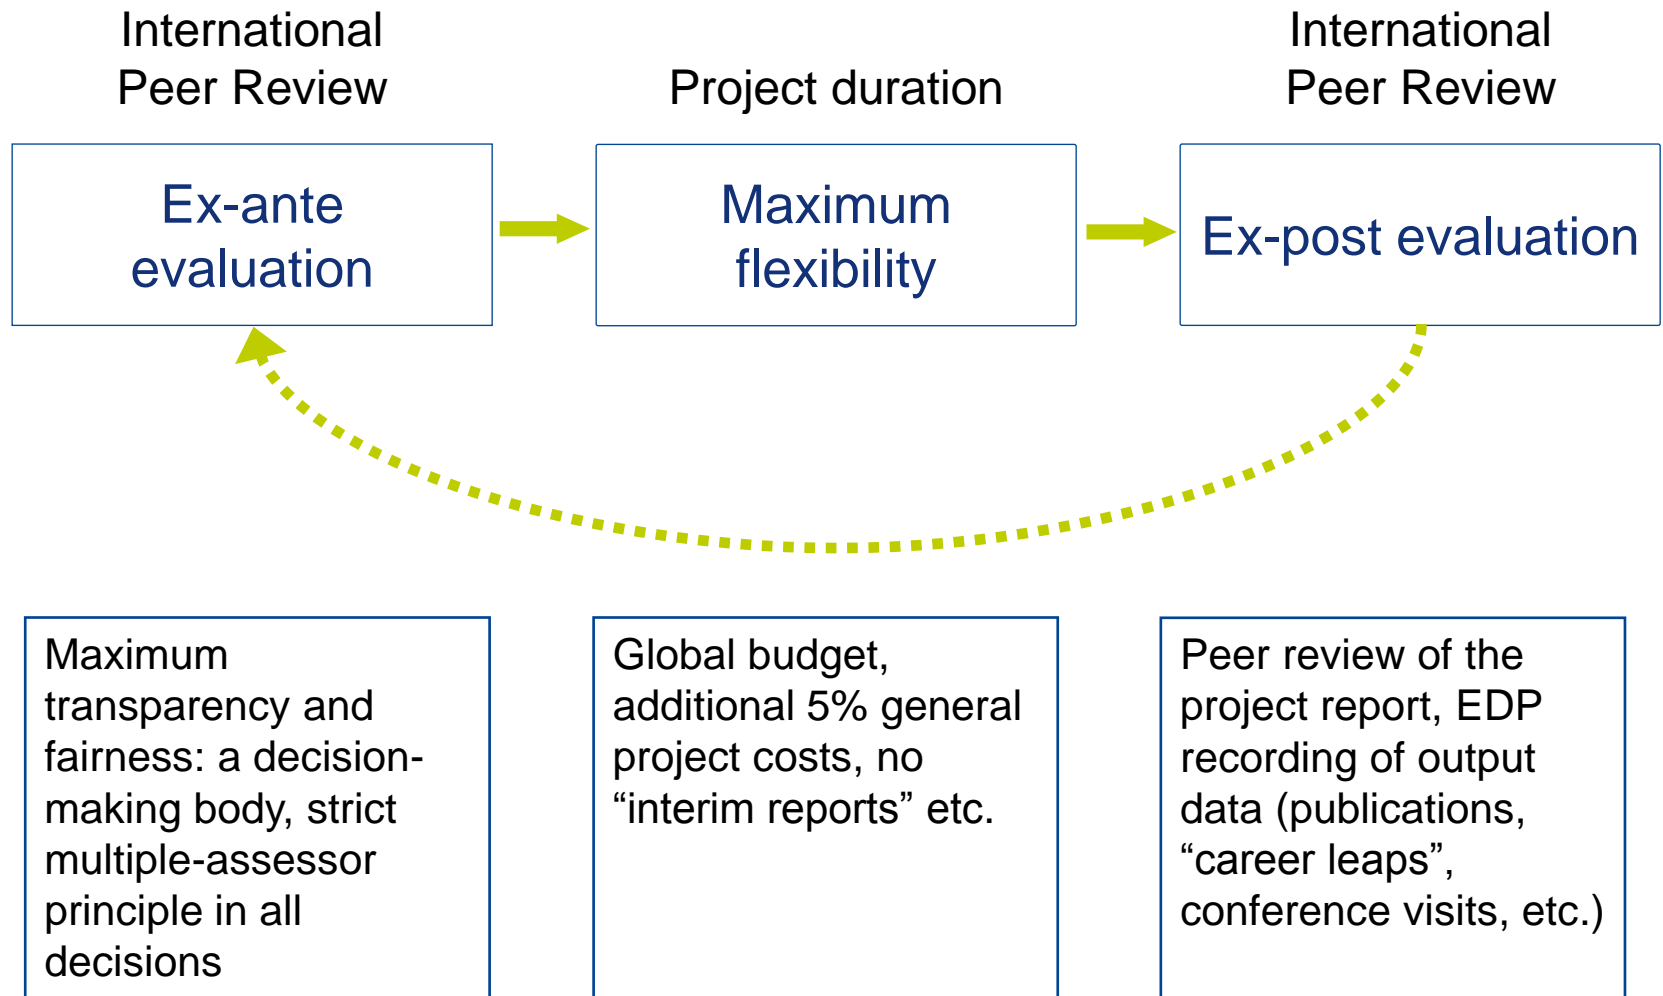 International
Peer Review
Project duration
International
Peer Review
Ex-ante
evaluation
Maximum
flexibility
Ex-post evaluation
Maximum
transparency and
fairness: a decision-
making body, strict
multiple-assessor
principle in all
decisions
Global budget,
additional 5% general
project costs, no
“interim reports” etc.
Peer review of the
project report, EDP
recording of output
data (publications,
“career leaps”,
conference visits, etc.)